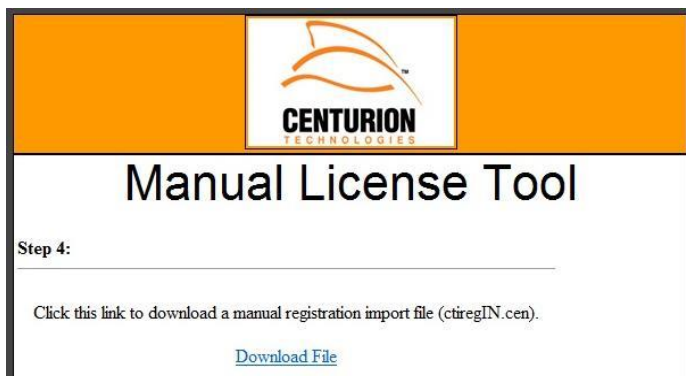 ™
CENTURION
TECHNOLOGIES
Manual License Tool
Step 4:
Click this link to download a manual registration import file (ctiregIN.cen).
Download File